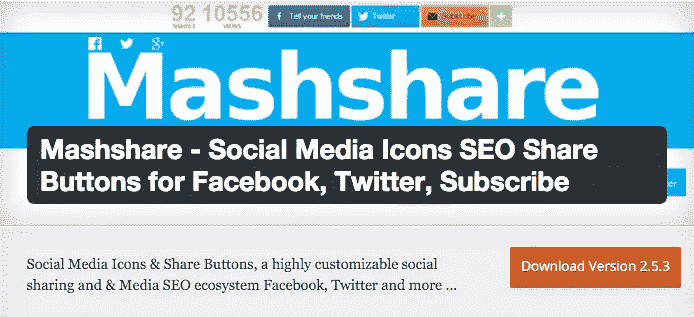 92 10556 Tell your friends Twitter Subscribe +
SHARES VIEWS
Mashshare
Mashshare - Social Media Icons SEO Share
Buttons for Facebook, Twitter, Subscribe
Social Media Icons & Share Buttons, a highly customizable social
sharing and & Media SEO ecosystem Facebook, Twitter and more ...
Download Version 2.5.3